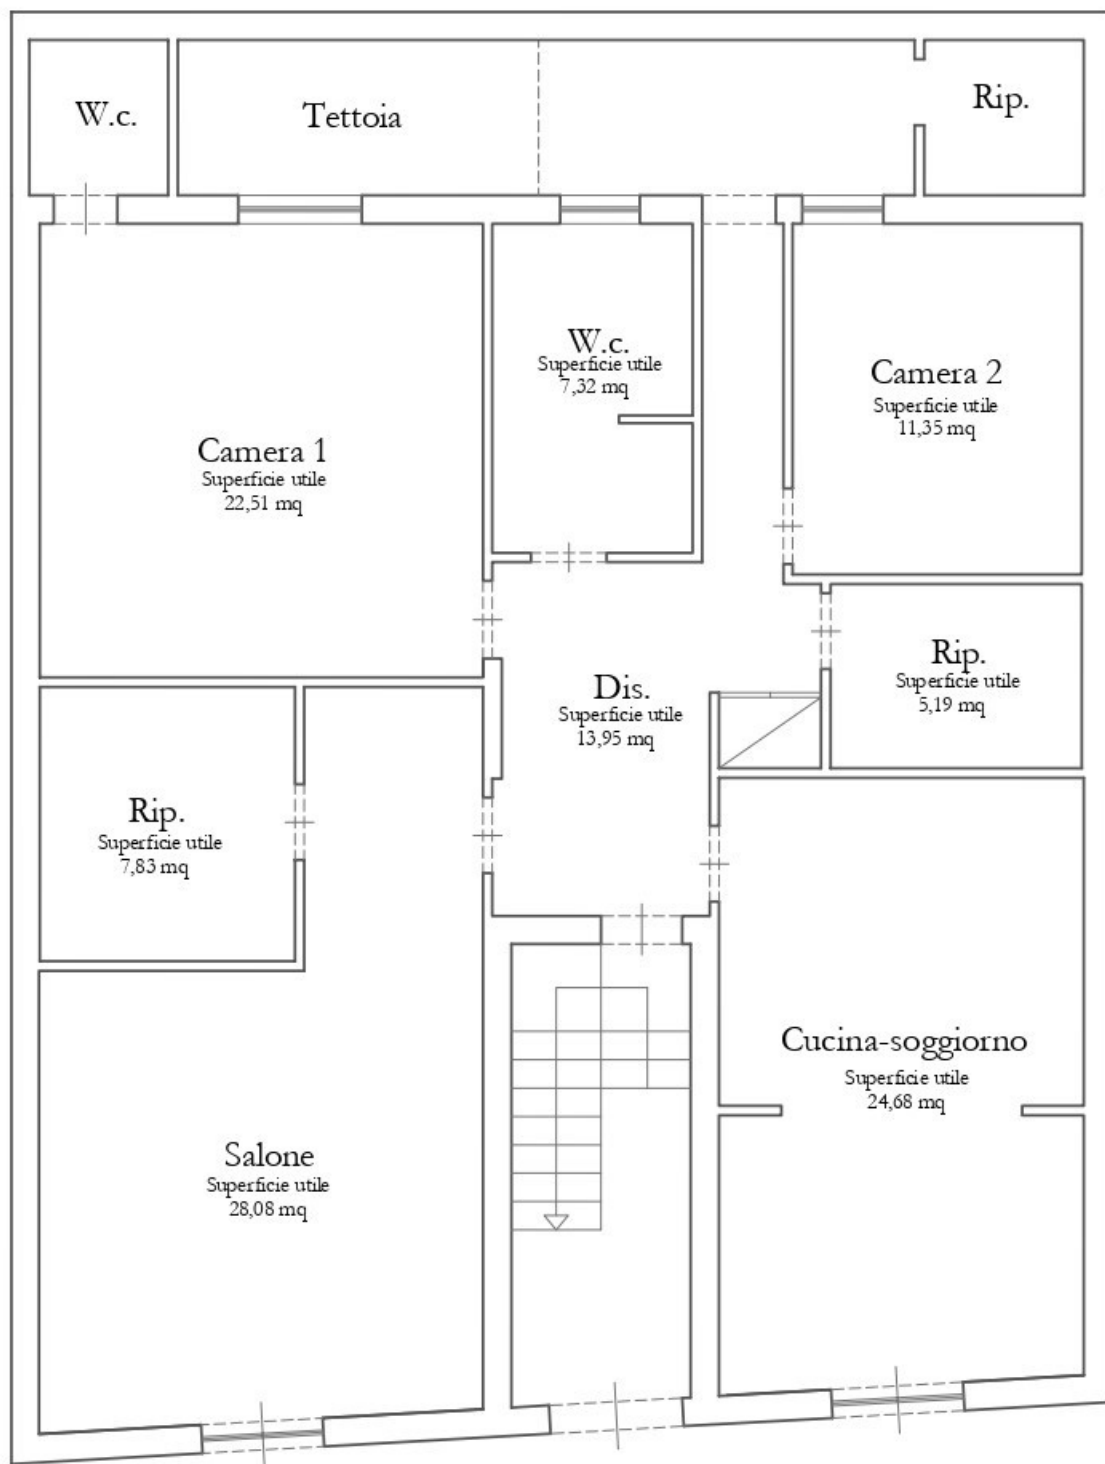 W.c.
Tettoia
Rip.
W.c.
Superficie utile
7,32 mq
Camera 2
Superficie utile
11,35 mq
Camera 1
Superficie utile
22,51 mq
Rip.
Superficie utile
5,19 mq
Dis.
Superficie utile
13,95 mq
Rip.
Superficie utile
7,83 mq
Cucina-soggiorno
Superficie utile
24,68 mq
Salone
Superficie utile
28,08 mq